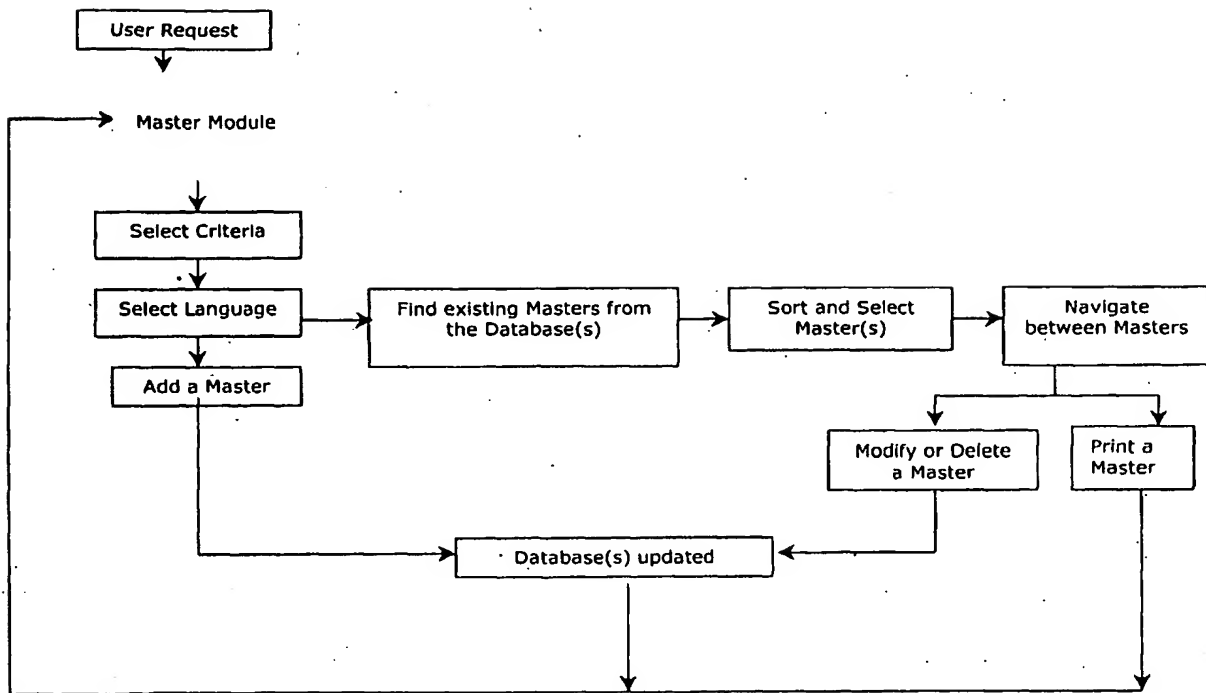 User Request
Master Module
Select Criteria
Select Language
Find existing Masters from
the Database(s)
Sort and Select
Master(s)
Navigate
between Masters
Add a Master
Modify or Delete
a Master
Print a
Master
Database(s) updated